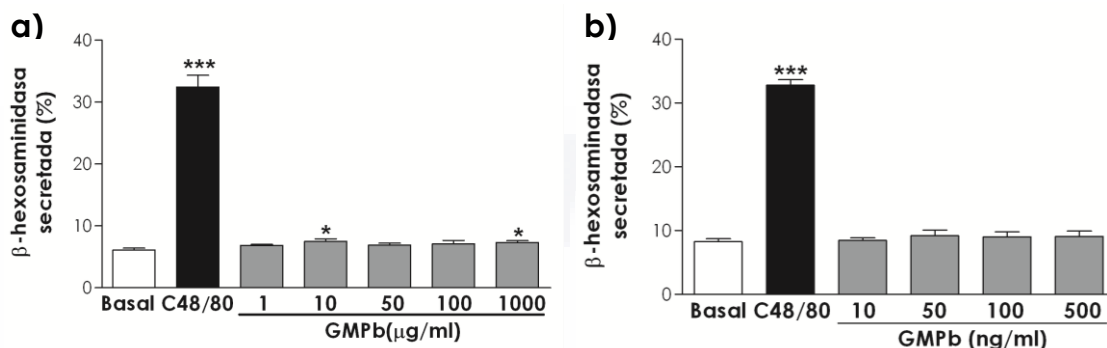 a)
β-hexosaminidasa
secretada (%)
40
30
20
10
0
***
*
*
Basal C48/80 1 10 50 100 1000
GMPb(μg/ml)
b)
β-hexosaminadasa
secretada (%)
40
30
20
10
0
***
Basal C48/80 10 50 100 500
GMPb (ng/ml)